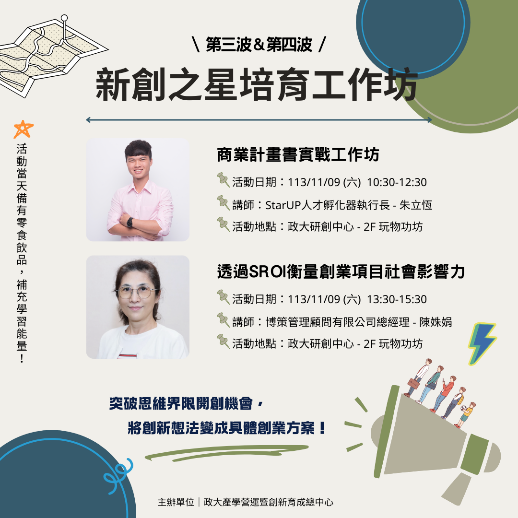 \ 第三波&第四波 /
新創之星培育工作坊
活動當天備有零食飲品，補充學習能量！
商業計畫書實戰工作坊
活動日期：113/11/09 (六) 10:30-12:30
講師：StarUP人才孵化器執行長 - 朱立恆
活動地點：政大研創中心 - 2F 玩物功坊
透過SROI衡量創業項目社會影響力
活動日期：113/11/09 (六) 13:30-15:30
講師：博策管理顧問有限公司總經理 - 陳姝娟
活動地點：政大研創中心 - 2F 玩物功坊
突破思維界限開創機會，
將創新想法變成具體創業方案！
主辦單位｜政大產學營運暨創新育成總中心